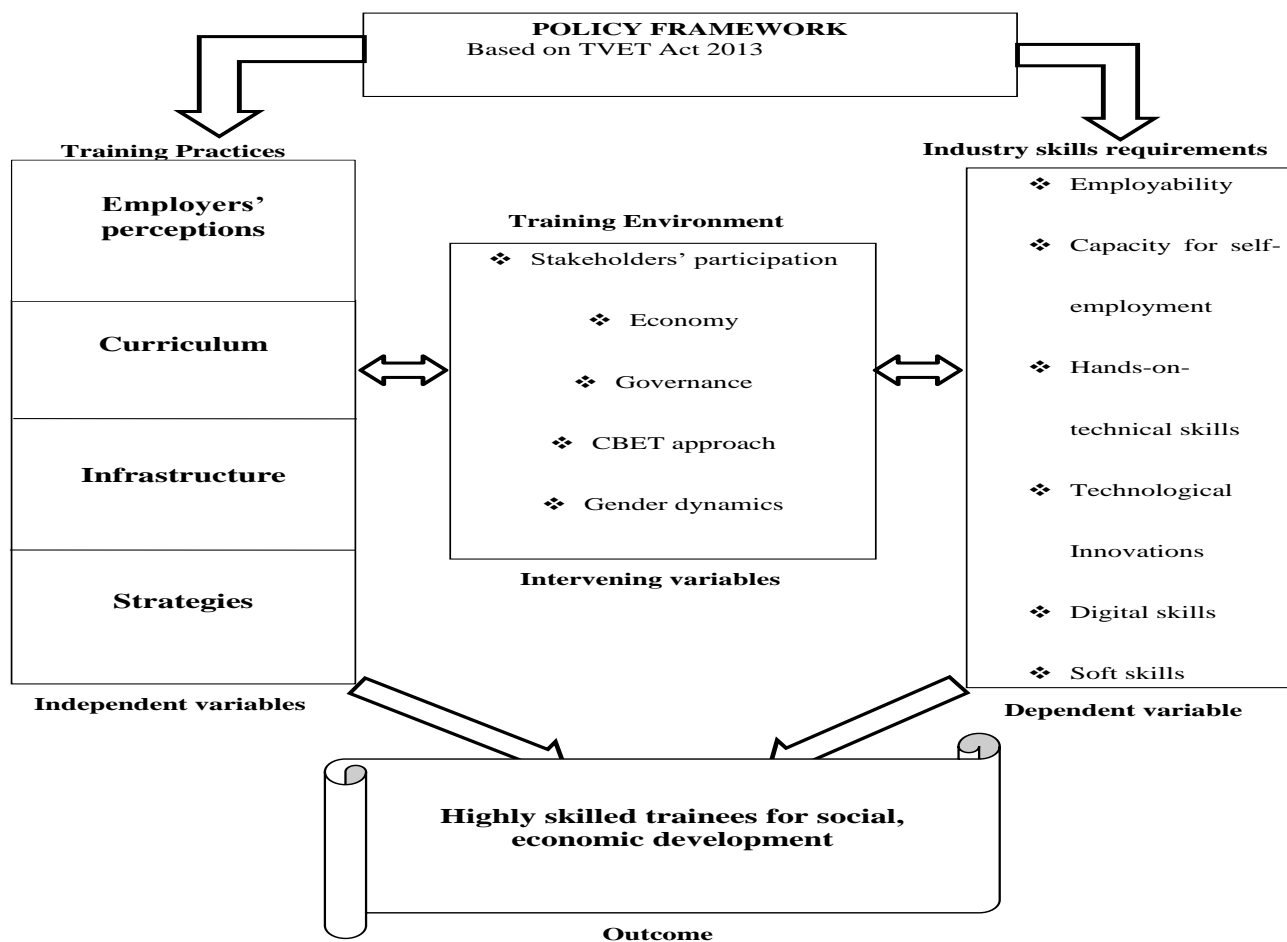 POLICY FRAMEWORK
Based on TVET Act 2013
Training Practices
Employers’
perceptions
Curriculum
Infrastructure
Strategies
Independent variables
Training Environment
❖ Stakeholders’ participation
❖ Economy
❖ Governance
❖ CBET approach
❖ Gender dynamics
Intervening variables
Industry skills requirements
❖ Employability
❖ Capacity for self-
employment
❖ Hands-on-
technical skills
❖ Technological
Innovations
❖ Digital skills
❖ Soft skills
Dependent variable
Highly skilled trainees for social,
economic development
Outcome